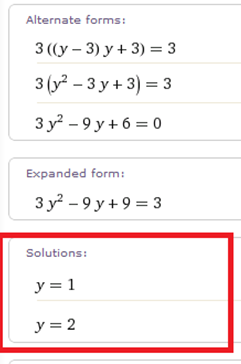 Alternate forms:
3 ((y − 3) y + 3) = 3
3 (y² − 3 y + 3) = 3
3 y² − 9 y + 6 = 0
Expanded form:
3 y² − 9 y + 9 = 3
Solutions:
y = 1
y = 2